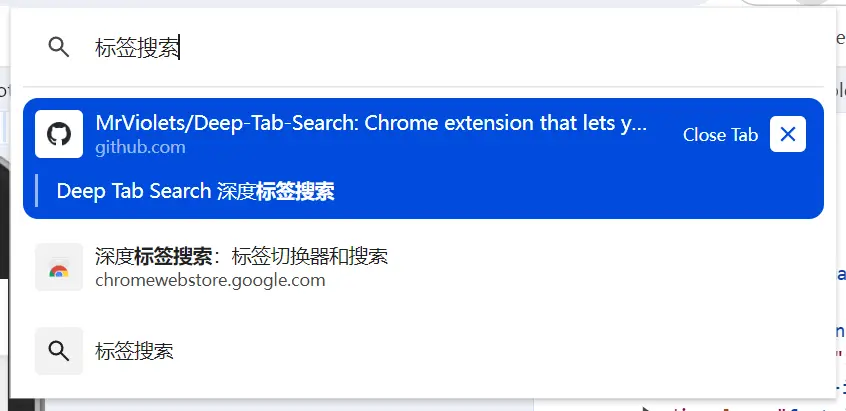 标签搜索
MrViolets/Deep-Tab-Search: Chrome extension that lets y...
github.com
Close Tab
Deep Tab Search 深度标签搜索
深度标签搜索：标签切换器和搜索
chromewebstore.google.com
标签搜索